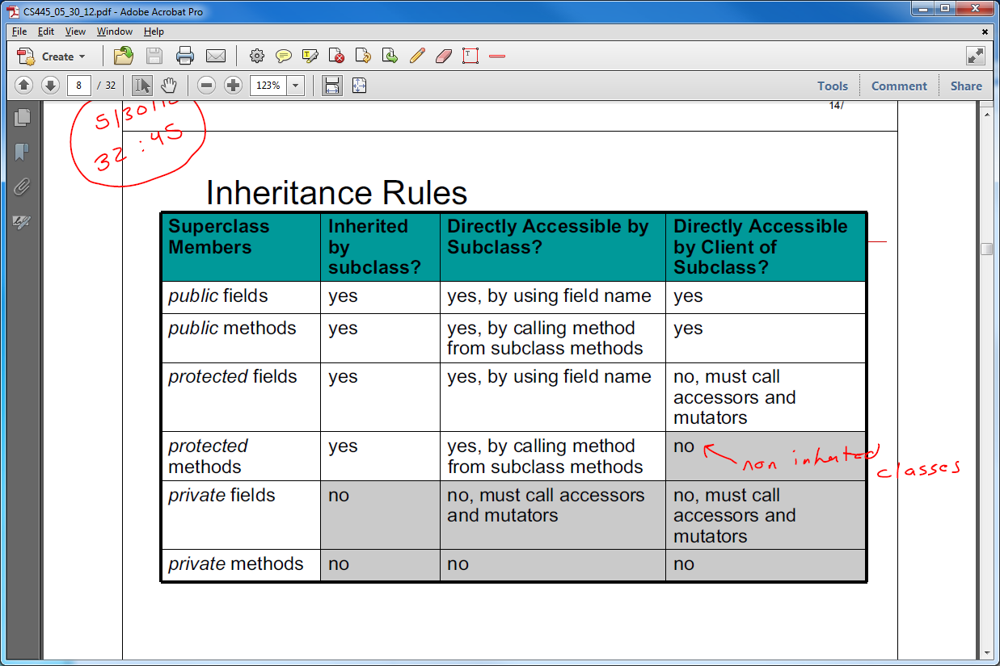 CS445_05_30_12.pdf - Adobe Acrobat Pro
File Edit View Window Help
Create
8 / 32 123% Tools Comment Share
147
5/30/12
32:45
Inheritance Rules
Superclass Members
Inherited by subclass?
Directly Accessible by Subclass?
Directly Accessible by Client of Subclass?
public fields
yes
yes, by using field name
yes
public methods
yes
yes, by calling method
from subclass methods
yes
protected fields
yes
yes, by using field name
no, must call
accessors and
mutators
protected
methods
yes
yes, by calling method
from subclass methods
no
non inherited classes
private fields
no
no, must call accessors
and mutators
no, must call
accessors and
mutators
private methods
no
no
no